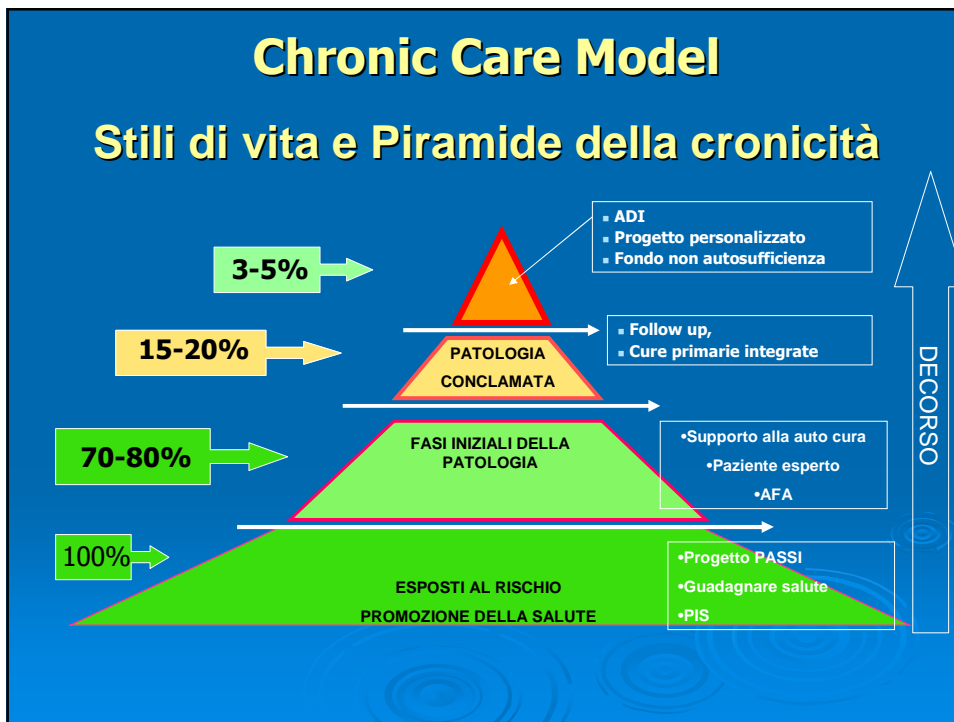 Chronic Care Model
Stili di vita e Piramide della cronicità
3-5%
▪ ADI
▪ Progetto personalizzato
▪ Fondo non autosufficienza
15-20%
PATOLOGIA
CONCLAMATA
▪ Follow up,
▪ Cure primarie integrate
70-80%
FASI INIZIALI DELLA
PATOLOGIA
•Supporto alla auto cura
•Paziente esperto
•AFA
100%
ESPOSTI AL RISCHIO
PROMOZIONE DELLA SALUTE
•Progetto PASSI
•Guadagnare salute
•PIS
DECORSO